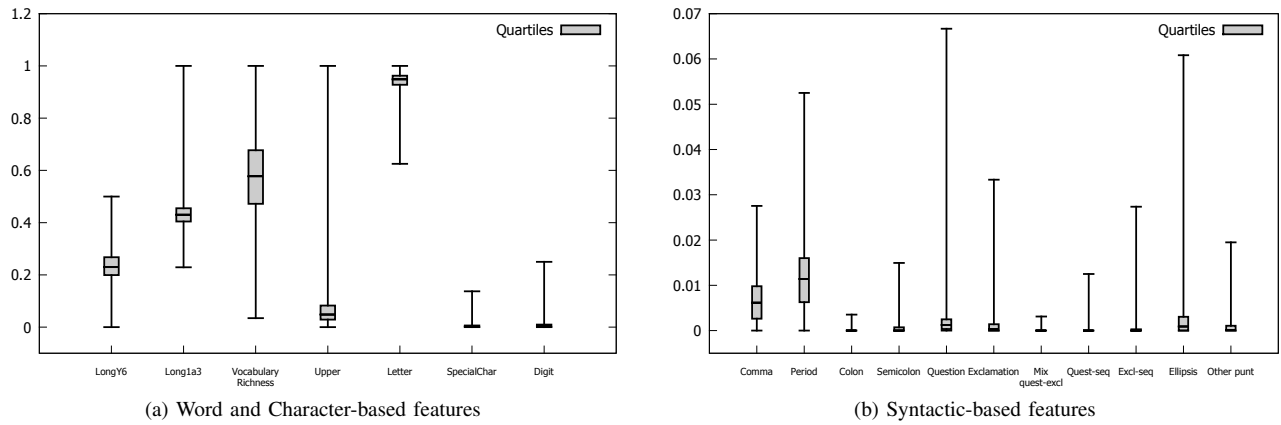 1.2
1
0.8
0.6
0.4
0.2
0
Quartiles
LongY6 Long1a3 Vocabulary Richness Upper Letter SpecialChar Digit
(a) Word and Character-based features
0.07
0.06
0.05
0.04
0.03
0.02
0.01
0
Quartiles
Comma Period Colon Semicolon Question Exclamation Mix quest-excl Quest-seq Excl-seq Ellipsis Other punt
(b) Syntactic-based features